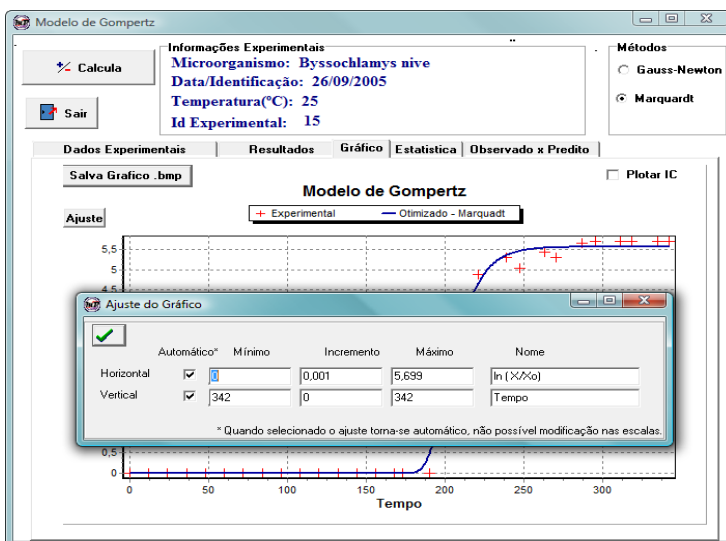 Modelo de Gompertz
Calcula
Sair
Informações Experimentais
Microorganismo: Byssochlamys nive
Data/Identificação: 26/09/2005
Temperatura(ºC): 25
Id Experimental: 15
Métodos
Gauss-Newton
Marquardt
Dados Experimentais
Resultados
Gráfico
Estatistica
Observado x Predito
Salva Grafico .bmp
Plotar IC
Modelo de Gompertz
Experimental
Otimizado - Marquadt
Ajuste
5,5
5
4,5
Ajuste do Gráfico
Automático* Mínimo Incremento Máximo Nome
Horizontal 0 0,001 5,699 ln (X/Xo)
Vertical 342 0 342 Tempo
* Quando selecionado o ajuste torna-se automático, não possível modificação nas escalas.
0,5
0
0 50 100 150 200 250 300
Tempo